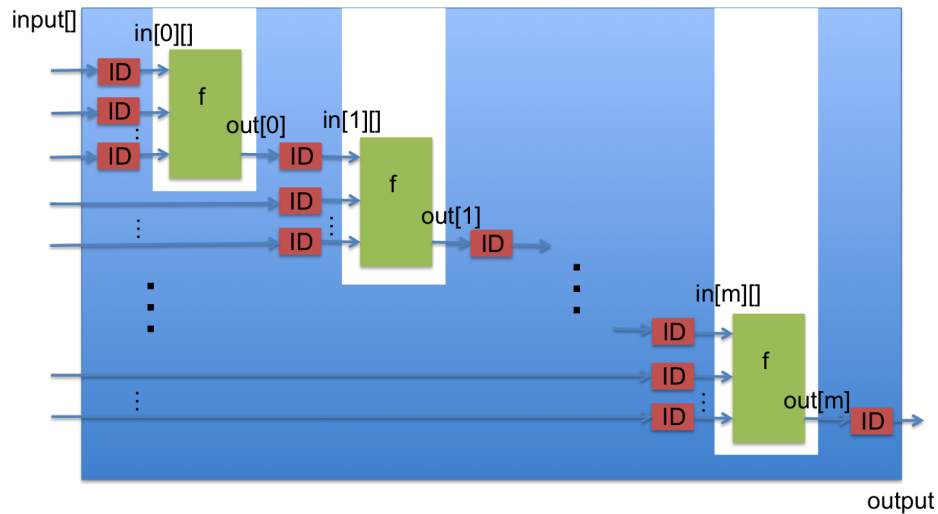 input[]
in[0][]
ID
f
ID
out[0]
in[1][]
ID
ID
f
ID
out[1]
ID
ID
in[m][]
ID
f
ID
out[m]
ID
ID
output